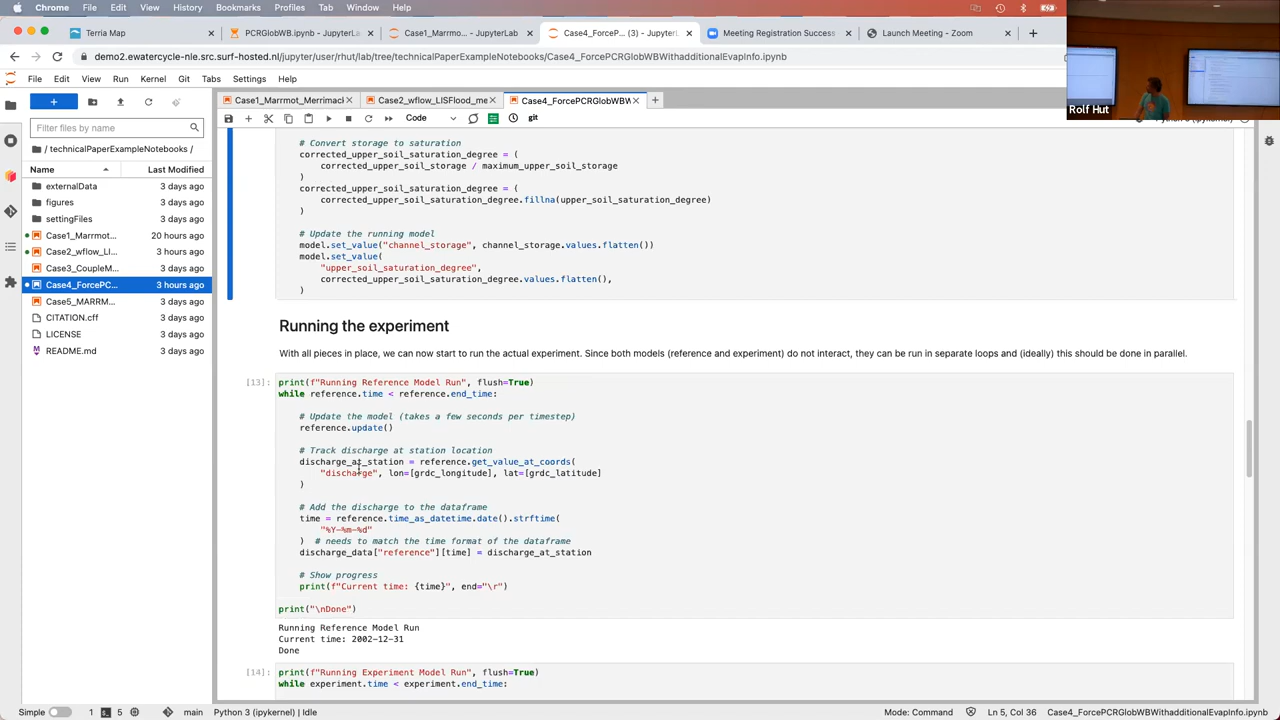 Chrome File Edit View History Bookmarks Profiles Tab Window Help
Terria Map
PCRGlobWB.ipynb - JupyterLa
Case1_Marrmo... - JupyterLab
Case4_ForceP... (3) - JupyterL
Meeting Registration Success
Launch Meeting - Zoom
demo2.ewatercycle-nle.src.surf-hosted.nl/jupyter/user/rhut/lab/tree/technicalPaperExampleNotebooks/Case4_ForcePCRGlobWBWithadditionalEvapInfo.ipynb
File Edit View Run Kernel Git Tabs Settings Help
Rolf Hut
Case1_Marrmot_Merrimacl
Case2_wflow_LISFlood_me
Case4_ForcePCRGlobWBW
Code
git
Filter files by name
/ technicalPaperExampleNotebooks /
Name Last Modified
externalData 3 days ago
figures 3 days ago
settingFiles 3 days ago
Case1_Marrmot... 20 hours ago
Case2_wflow_LI... 3 hours ago
Case3_CoupleM... 3 days ago
Case4_ForcePC... 3 hours ago
Case5_MARRM... 3 days ago
CITATION.cff 3 days ago
LICENSE 3 days ago
README.md 3 days ago
# Convert storage to saturation
corrected_upper_soil_saturation_degree = (
corrected_upper_soil_storage / maximum_upper_soil_storage
)
corrected_upper_soil_saturation_degree = (
corrected_upper_soil_saturation_degree.fillna(upper_soil_saturation_degree)
)
# Update the running model
model.set_value("channel_storage", channel_storage.values.flatten())
model.set_value(
"upper_soil_saturation_degree",
corrected_upper_soil_saturation_degree.values.flatten(),
)
Running the experiment
With all pieces in place, we can now start to run the actual experiment. Since both models (reference and experiment) do not interact, they can be run in separate loops and (ideally) this should be done in parallel.
[13]: print(f"Running Reference Model Run", flush=True)
while reference.time < reference.end_time:
# Update the model (takes a few seconds per timestep)
reference.update()
# Track discharge at station location
discharge_at_station = reference.get_value_at_coords(
"discharge", lon=[grdc_longitude], lat=[grdc_latitude]
)
# Add the discharge to the dataframe
time = reference.time_as_datetime.date().strftime(
"%Y-%m-%d"
) # needs to match the time format of the dataframe
discharge_data["reference"][time] = discharge_at_station
# Show progress
print(f"Current time: {time}", end="\r")
print("\nDone")
Running Reference Model Run
Current time: 2002-12-31
Done
[14]: print(f"Running Experiment Model Run", flush=True)
while experiment.time < experiment.end_time:
Simple 1 5 main Python 3 (ipykernel) | Idle Mode: Command Ln 5, Col 36 Case4_ForcePCRGlobWBWithadditionalEvapInfo.ipynb